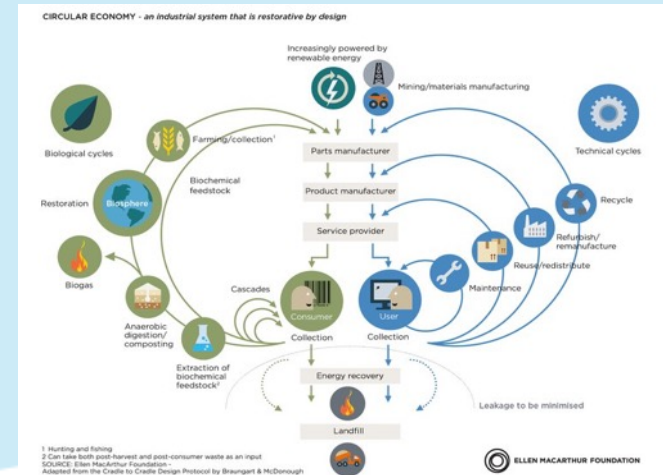 CIRCULAR ECONOMY - an industrial system that is restorative by design
Increasingly powered by
renewable energy
Mining/materials manufacturing
Biological cycles
Farming/collection1
Technical cycles
Parts manufacturer
Biochemical
feedstock
Product manufacturer
Restoration
Biosphere
Recycle
Service provider
Refurbish/
remanufacture
Reuse/redistribute
Biogas
Maintenance
Cascades
Consumer
User
Anaerobic
digestion/
composting
Collection
Collection
Extraction of
biochemical
feedstock2
Energy recovery
Leakage to be minimised
Landfill
1 Hunting and fishing
2 Can take both post-harvest and post-consumer waste as an input
SOURCE: Ellen MacArthur Foundation -
Adapted from the Cradle to Cradle Design Protocol by Braungart & McDonough
ELLEN MACARTHUR FOUNDATION